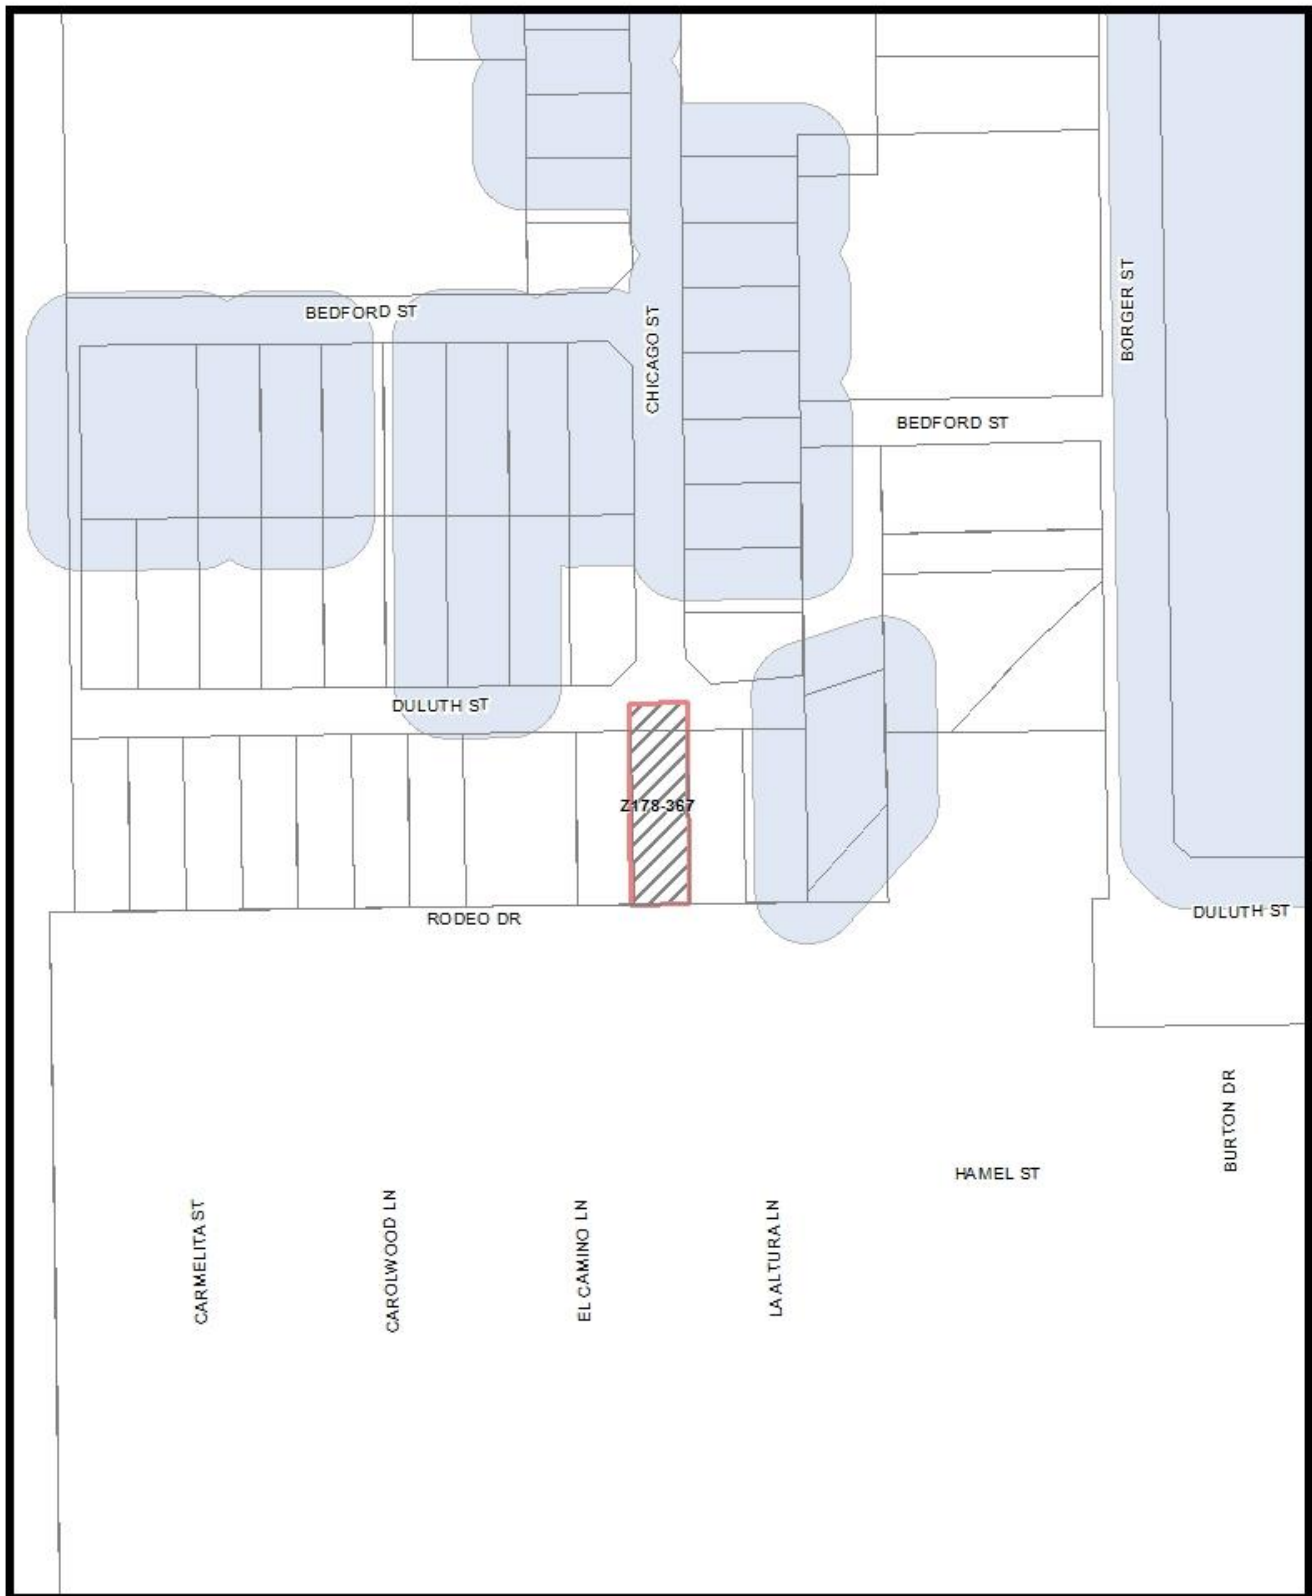 BEDFORD ST
CHICAGO ST
BORGER ST
BEDFORD ST
DULUTH ST
Z178-367
RODEO DR
DULUTH ST
BURTON DR
HAMEL ST
CARMELITA ST
CAROLWOOD LN
EL CAMINO LN
LA ALTURA LN